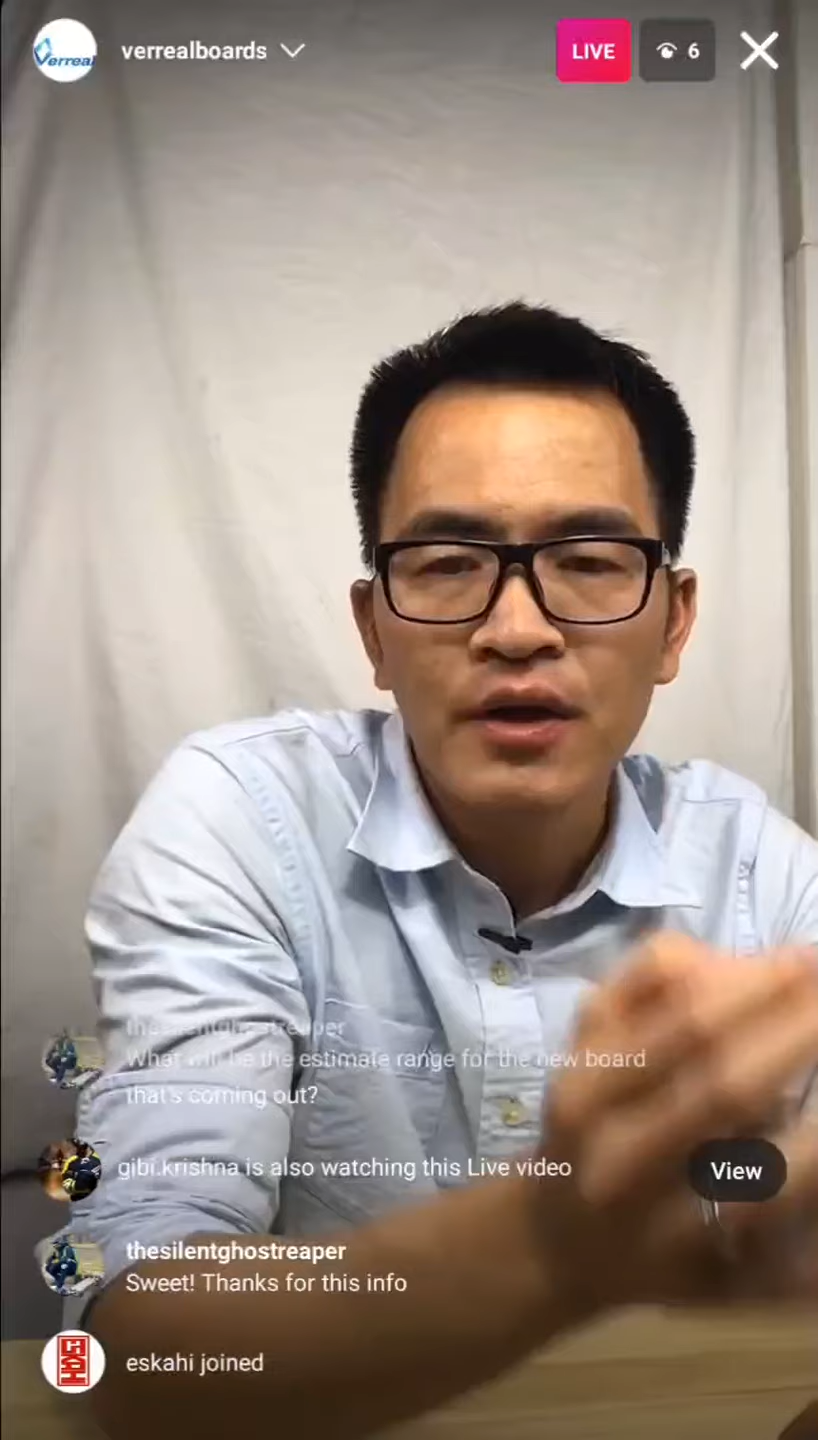 Verreal
verrealboards
LIVE
6
thesilentghostreaper
What will be the estimate range for the new board
that's coming out?
gibi.krishna is also watching this Live video
View
thesilentghostreaper
Sweet! Thanks for this info
eskahi joined